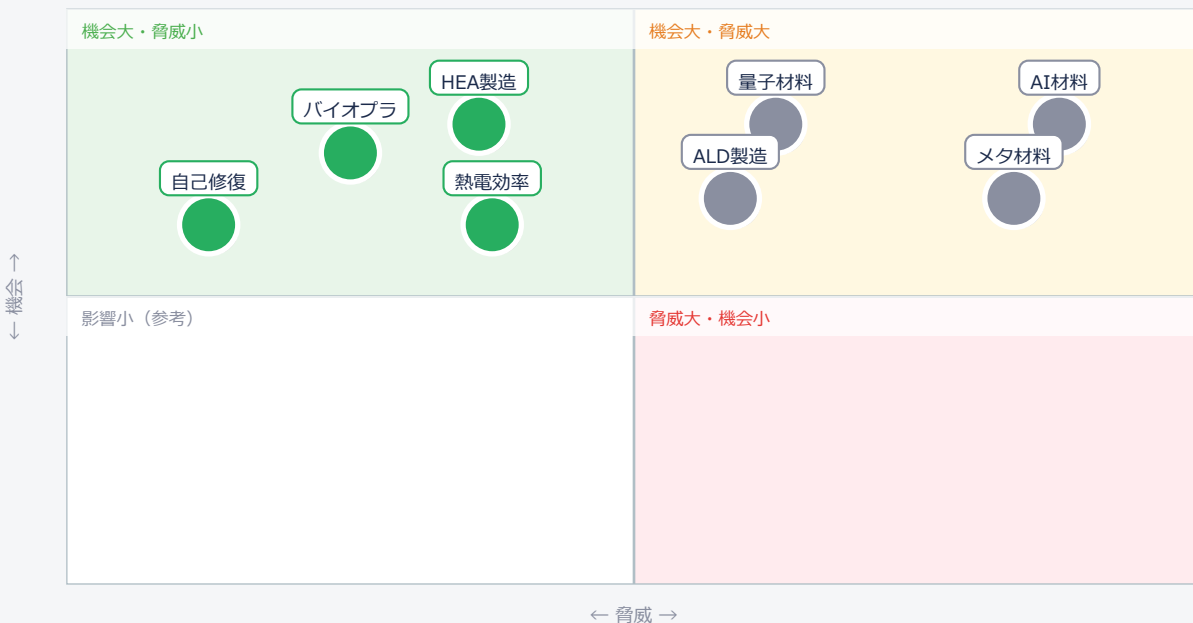 機会大・脅威小
機会大・脅威大
HEA製造
量子材料
AI材料
バイオプラ
ALD製造
メタ材料
自己修復
熱電効率
← 機会 →
影響小（参考）
脅威大・機会小
← 脅威 →